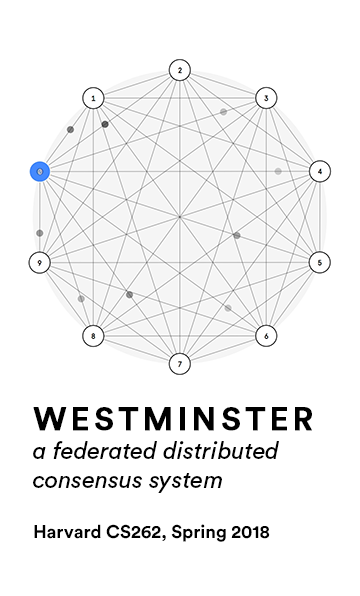 2
1
3
0
4
9
5
8
6
7
WESTMINSTER
a federated distributed
consensus system
Harvard CS262, Spring 2018